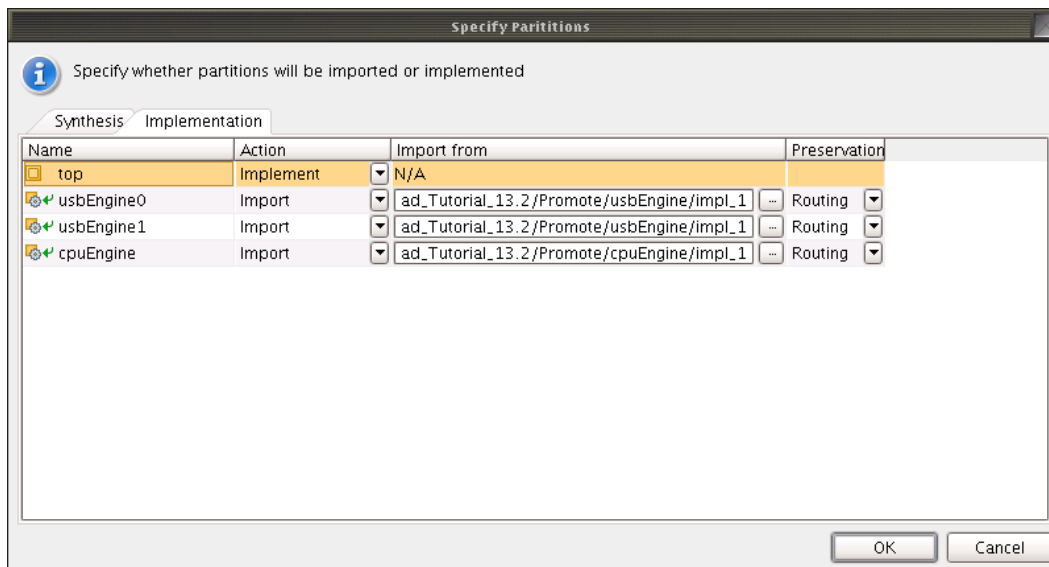 Specify Parititions
Specify whether partitions will be imported or implemented
Synthesis Implementation
Name Action Import from Preservation
top Implement N/A
usbEngine0 Import ad_Tutorial_13.2/Promote/usbEngine/impl_1 ... Routing
usbEngine1 Import ad_Tutorial_13.2/Promote/usbEngine/impl_1 ... Routing
cpuEngine Import ad_Tutorial_13.2/Promote/cpuEngine/impl_1 ... Routing
OK Cancel